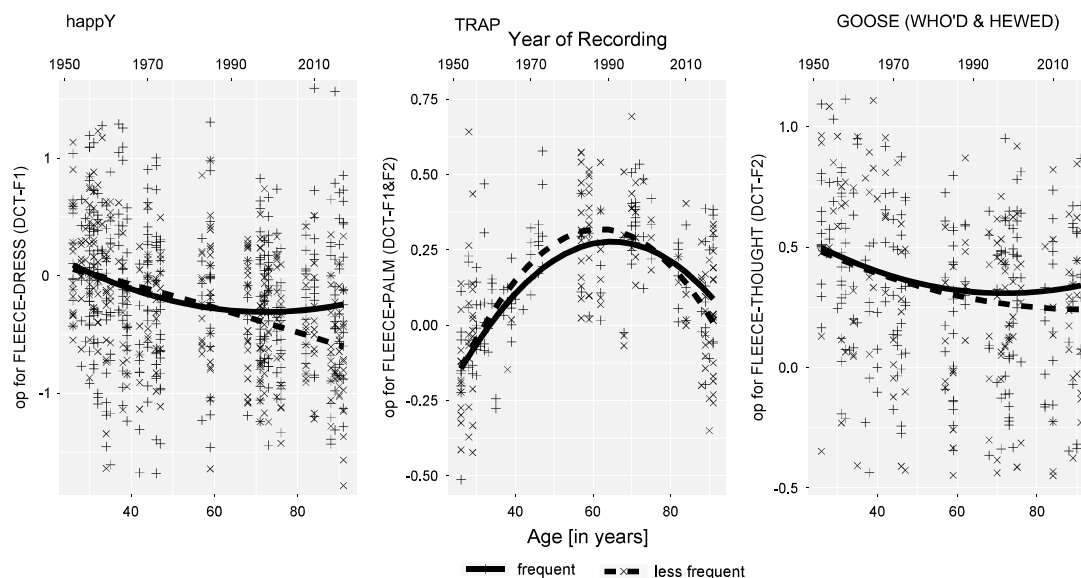 happY
TRAP
GOOSE (WHO'D & HEWED)
Year of Recording
1950 1970 1990 2010
1950 1970 1990 2010
1950 1970 1990 2010
op for FLEECE-DRESS (DCT-F1)
1
0
-1
op for FLEECE-PALM (DCT-F1&F2)
0.75
0.50
0.25
0.00
-0.25
-0.50
op for FLEECE-THOUGHT (DCT-F2)
1.0
0.5
0.0
-0.5
40 60 80
40 60 80
40 60 80
Age [in years]
frequent less frequent